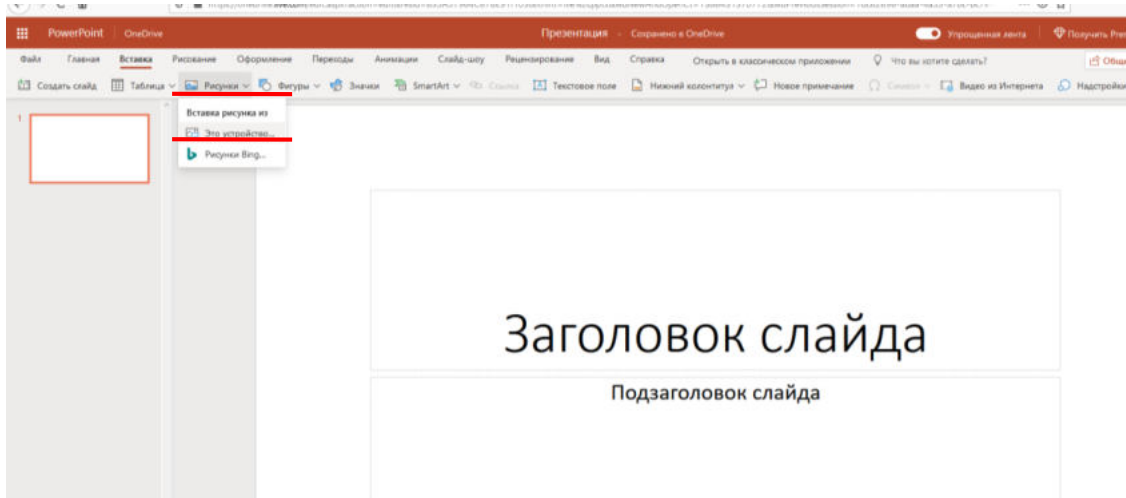 PowerPoint OneDrive Презентация - Сохранено в OneDrive Упрощенная лента Получить
Файл Главная Вставка Рисование Оформление Переходы Анимации Слайд-шоу Рецензирование Вид Справка Открыть в классическом приложении Что вы хотите сделать?
Создать слайд Таблица Рисунки Фигуры Значки SmartArt Ссылка Текстовое поле Нижний колонтитул Новое примечание Символ Видео из Интернета Надстройки
Вставка рисунка из
1
Это устройство...
Рисунки Bing...
Заголовок слайда
Подзаголовок слайда